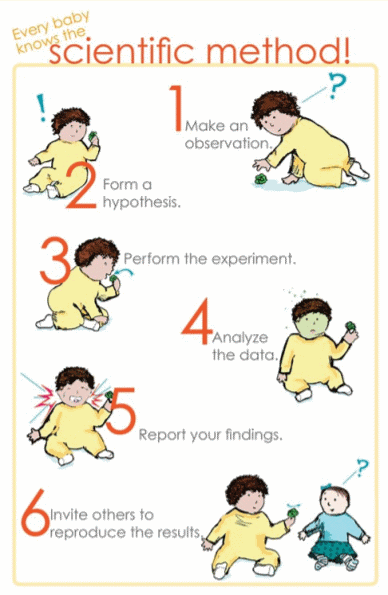 Every baby
knows the
scientific method!
!
1
?
Make an
observation.
2
Form a
hypothesis.
3
Perform the experiment.
4
Analyze
the data.
5
Report your findings.
?
6
Invite others to
reproduce the results.